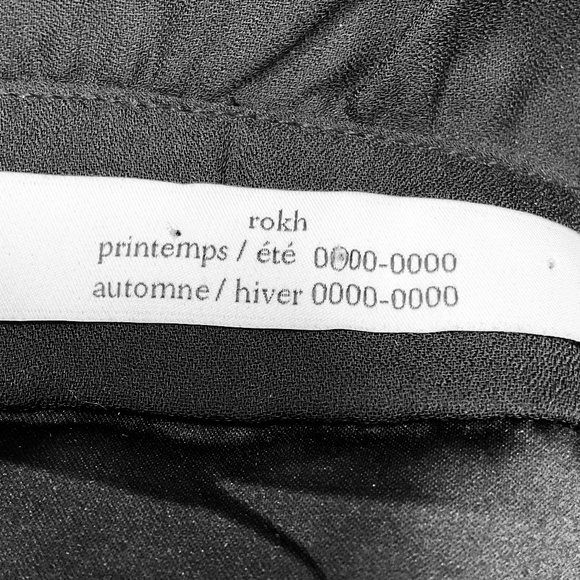 rokh
printemps / été 0000-0000
automne / hiver 0000-0000